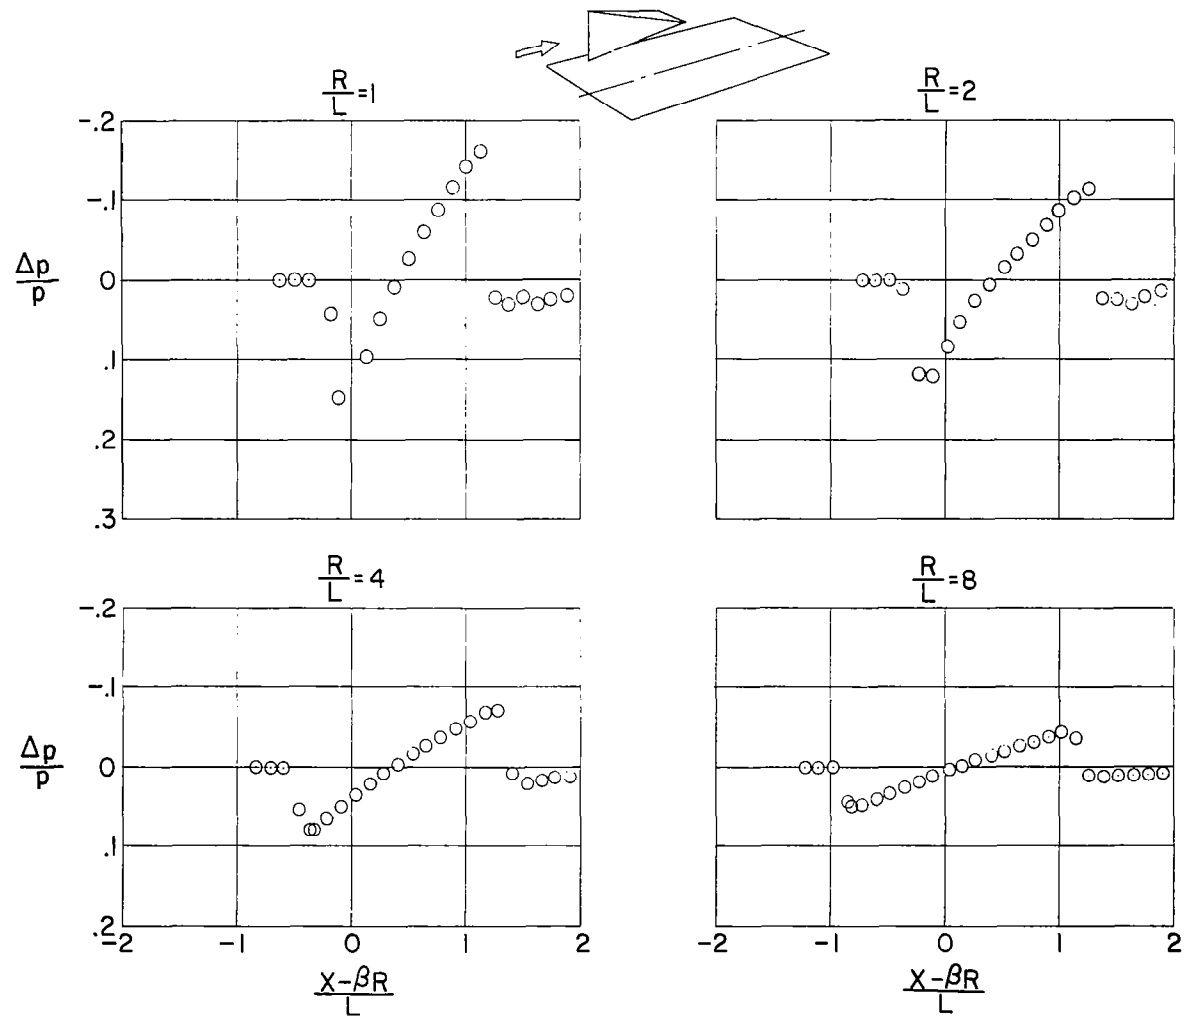 R/L = 1
R/L = 2
-.2
-.1
0
.1
.2
.3
Δp/p
R/L = 4
R/L = 8
-.2
-.1
0
.1
.2
Δp/p
-2 -1 0 1 2
-2 -1 0 1 2
X-βR/L
X-βR/L